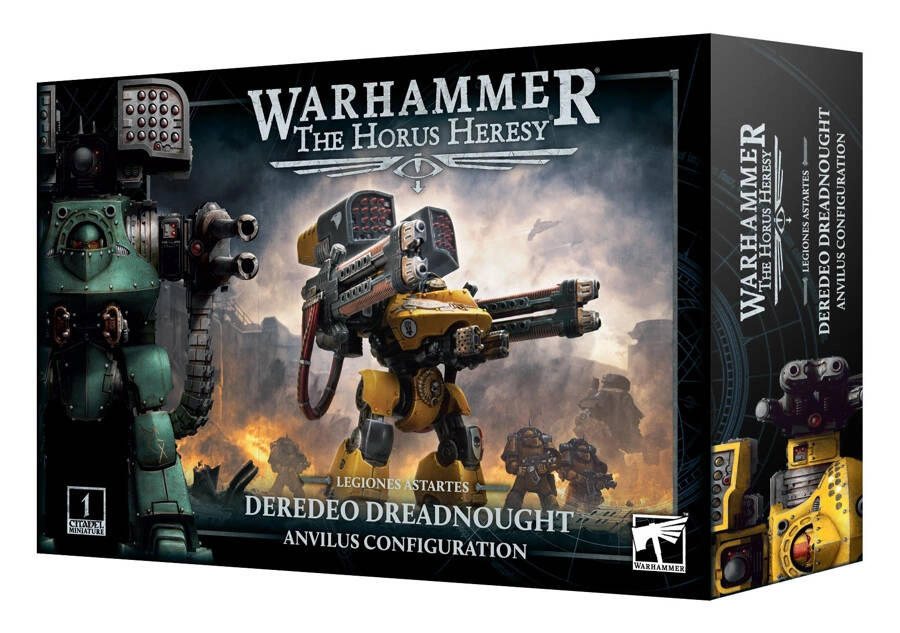 WARHAMMER
THE HORUS HERESY
LEGIONES ASTARTES
DEREDEO DREADNOUGHT
ANVILUS CONFIGURATION
1
CITADEL
MINIATURE
WARHAMMER
WARHAMMER
THE HORUS HERESY
LEGIONES ASTARTES
DEREDEO DREADNOUGHT
ANVILUS CONFIGURATION